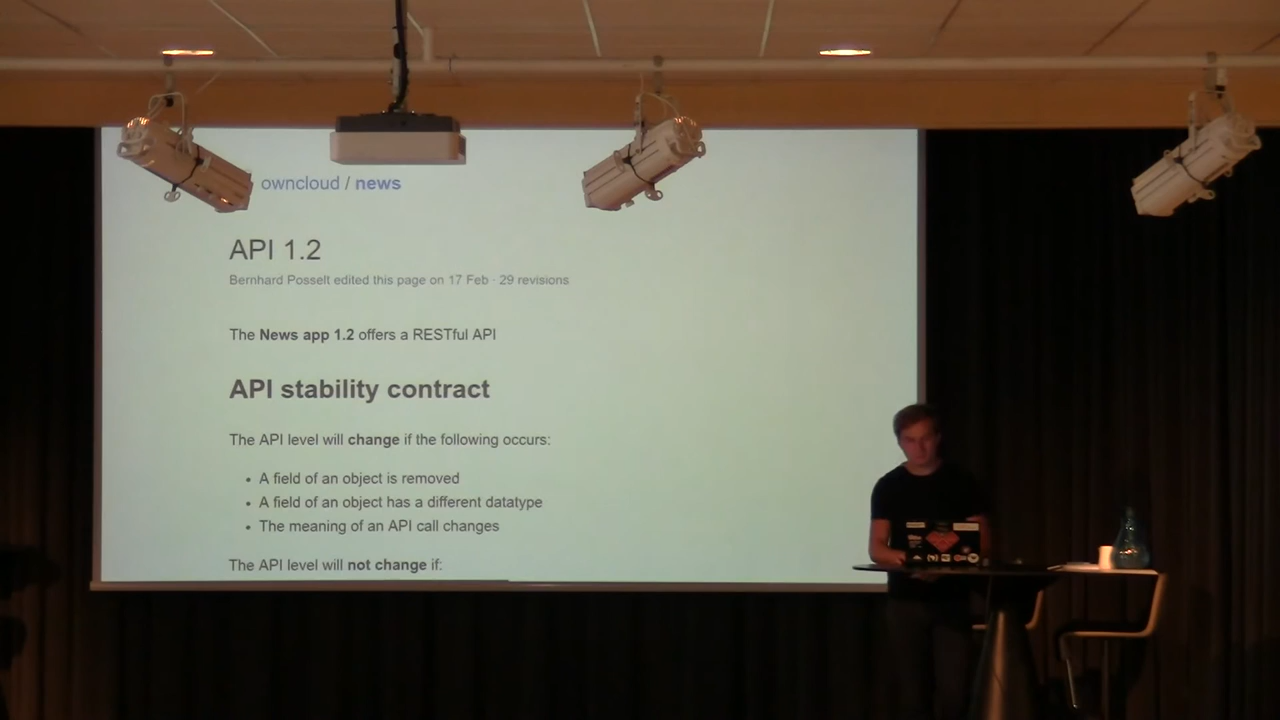 owncloud / news
API 1.2
Bernhard Posselt edited this page on 17 Feb · 29 revisions
The News app 1.2 offers a RESTful API
API stability contract
The API level will change if the following occurs:
• A field of an object is removed
• A field of an object has a different datatype
• The meaning of an API call changes
The API level will not change if: